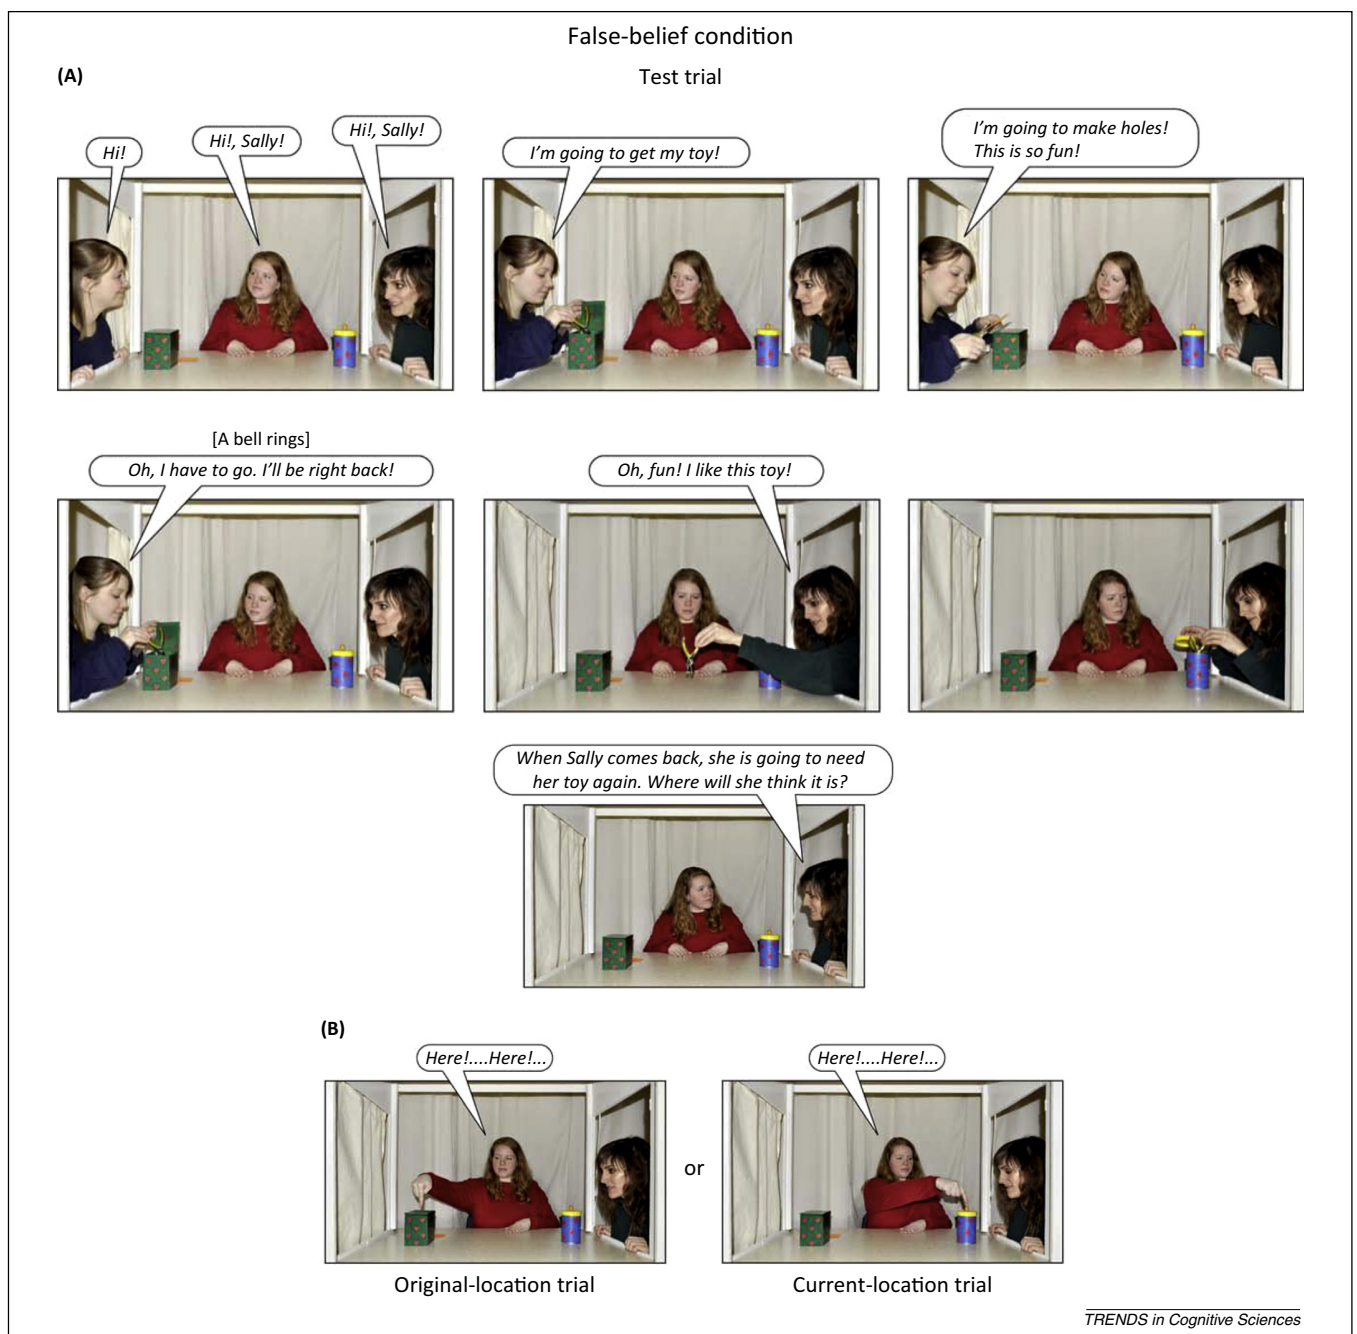 False-belief condition
(A)
Test trial
Hi!
Hi!, Sally!
Hi!, Sally!
I'm going to get my toy!
I'm going to make holes!
This is so fun!
[A bell rings]
Oh, I have to go. I'll be right back!
Oh, fun! I like this toy!
When Sally comes back, she is going to need
her toy again. Where will she think it is?
(B)
Here!....Here!...
Here!....Here!...
or
Original-location trial
Current-location trial
TRENDS in Cognitive Sciences